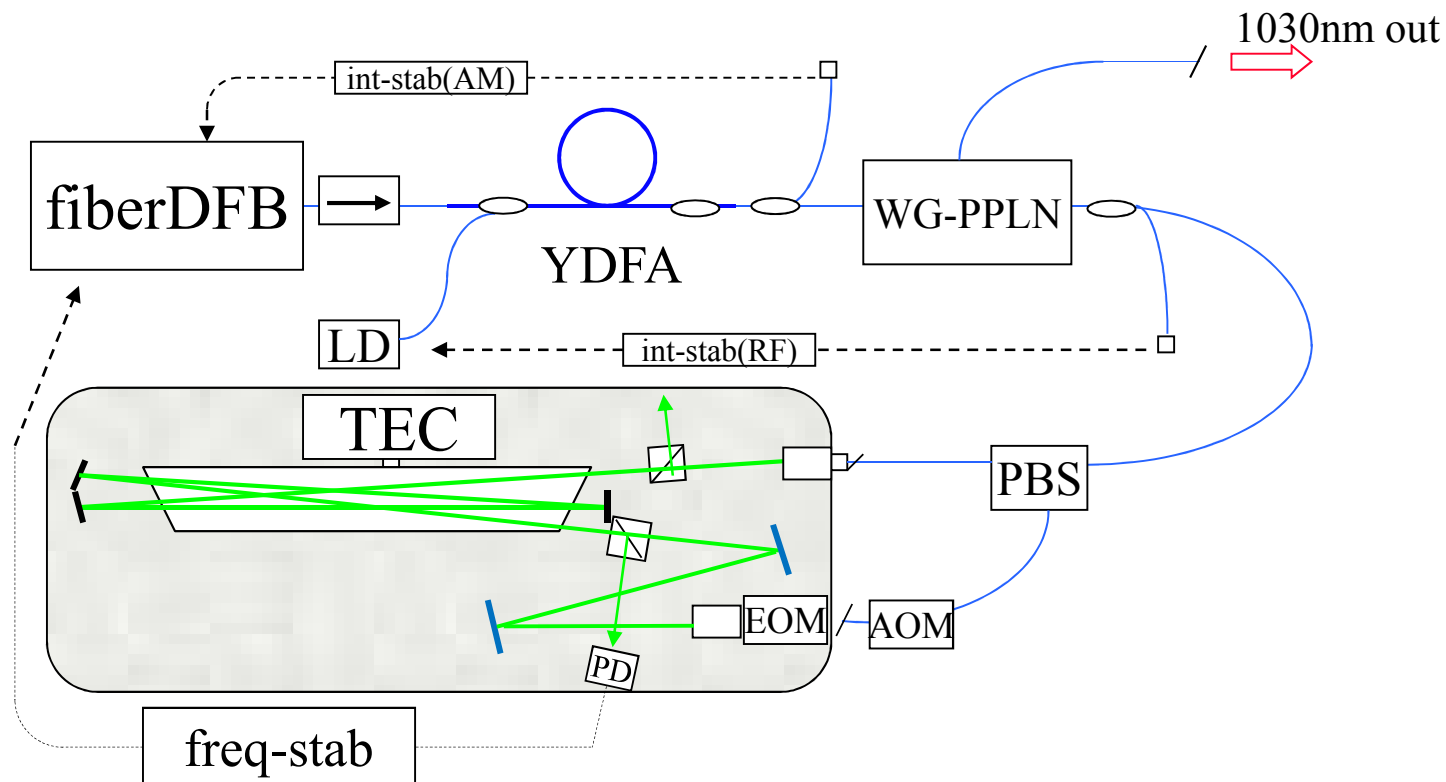 1030nm out
int-stab(AM)
fiberDFB
WG-PPLN
YDFA
LD
int-stab(RF)
TEC
PBS
EOM
AOM
PD
freq-stab